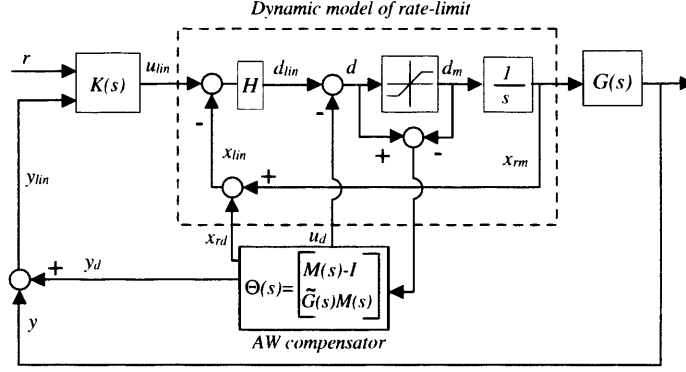 Dynamic model of rate-limit
r
K(s)
u_lin
-
H
d_lin
-
d
d_m
1
s
G(s)
+
-
x_lin
x_rm
+
y_lin
x_rd
u_d
+
y_d
Θ(s)=
M(s)-I
G̃(s)M(s)
y
AW compensator